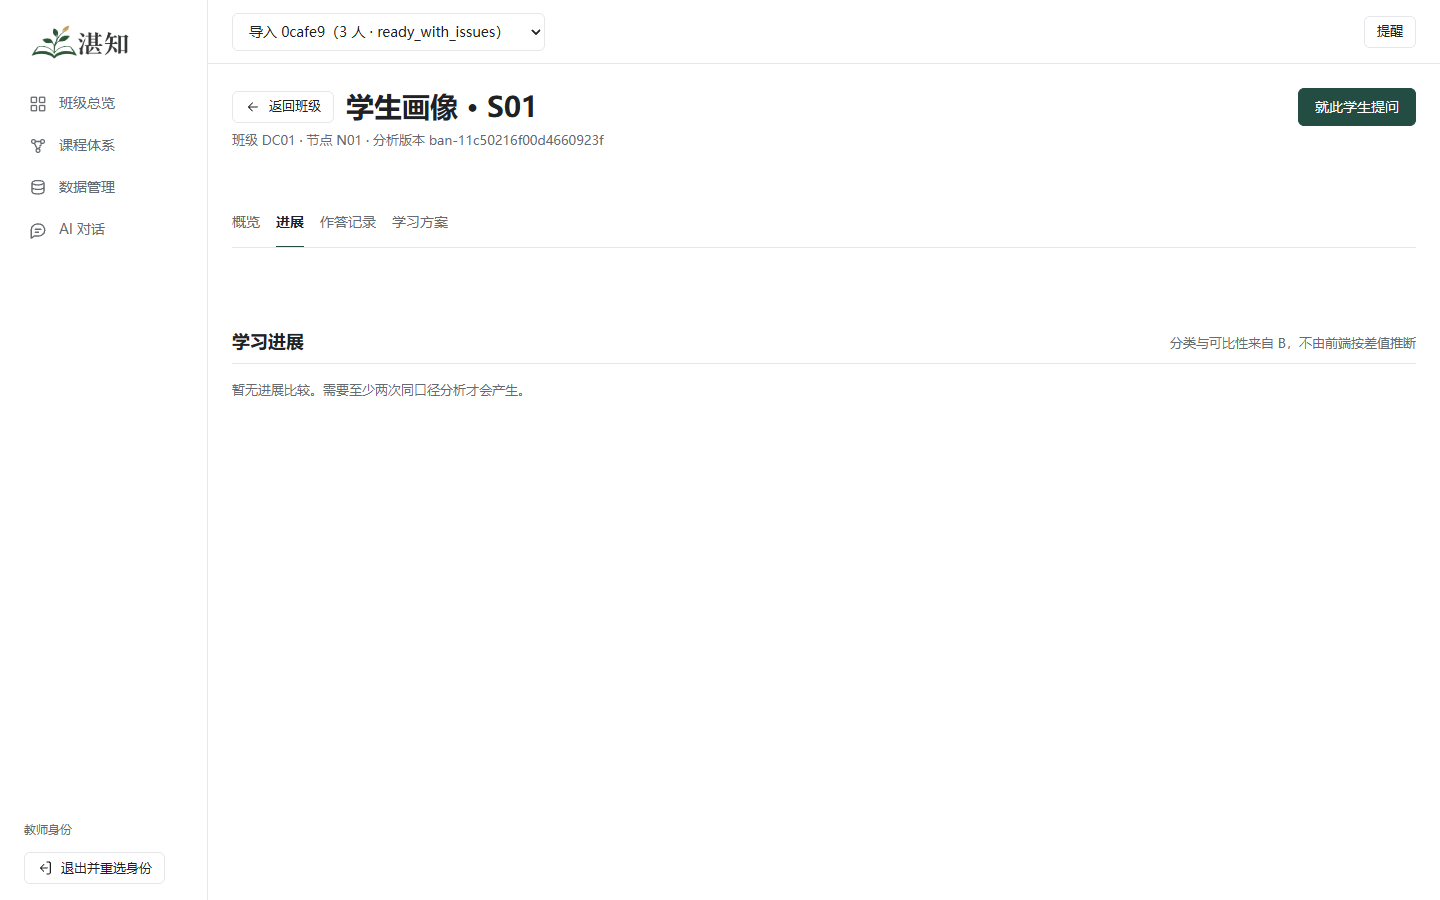 湛知
导入 0cafe9（3 人 · ready_with_issues）
提醒
班级总览
课程体系
数据管理
AI 对话
返回班级
学生画像 • S01
就此学生提问
班级 DC01 · 节点 N01 · 分析版本 ban-11c50216f00d4660923f
概览 进展 作答记录 学习方案
学习进展
分类与可比性来自 B，不由前端按差值推断
暂无进展比较。需要至少两次同口径分析才会产生。
教师身份
退出并重选身份